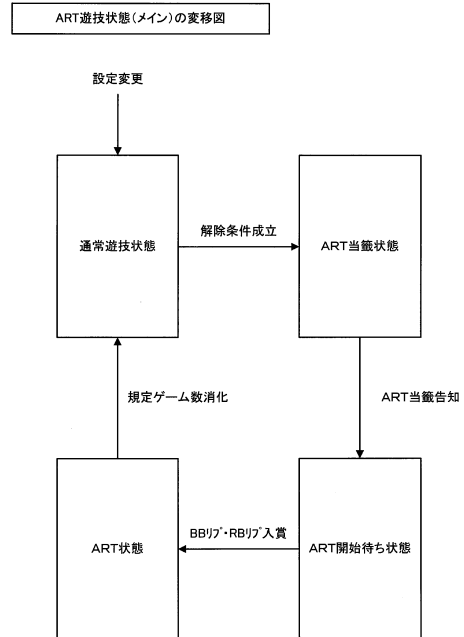 ART遊技状態(メイン)の変移図
設定変更
通常遊技状態
解除条件成立
ART当籤状態
規定ゲーム数消化
ART当籤告知
ART状態
BBリプ・RBリプ入賞
ART開始待ち状態